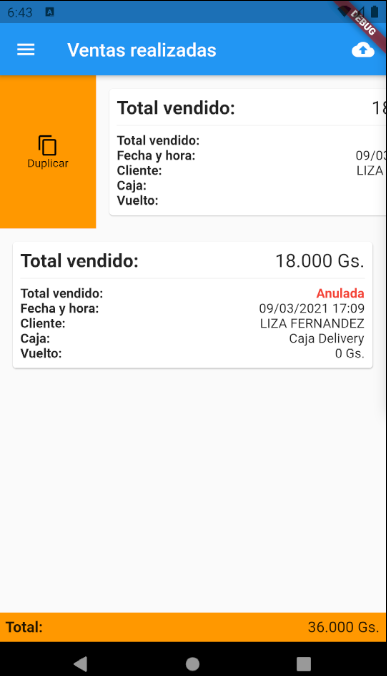 6:43 A
DEBUG
Ventas realizadas
Duplicar
Total vendido: 18
Total vendido:
Fecha y hora: 09/03
Cliente: LIZA
Caja:
Vuelto:
Total vendido: 18.000 Gs.
Total vendido: Anulada
Fecha y hora: 09/03/2021 17:09
Cliente: LIZA FERNANDEZ
Caja: Caja Delivery
Vuelto: 0 Gs.
Total: 36.000 Gs.